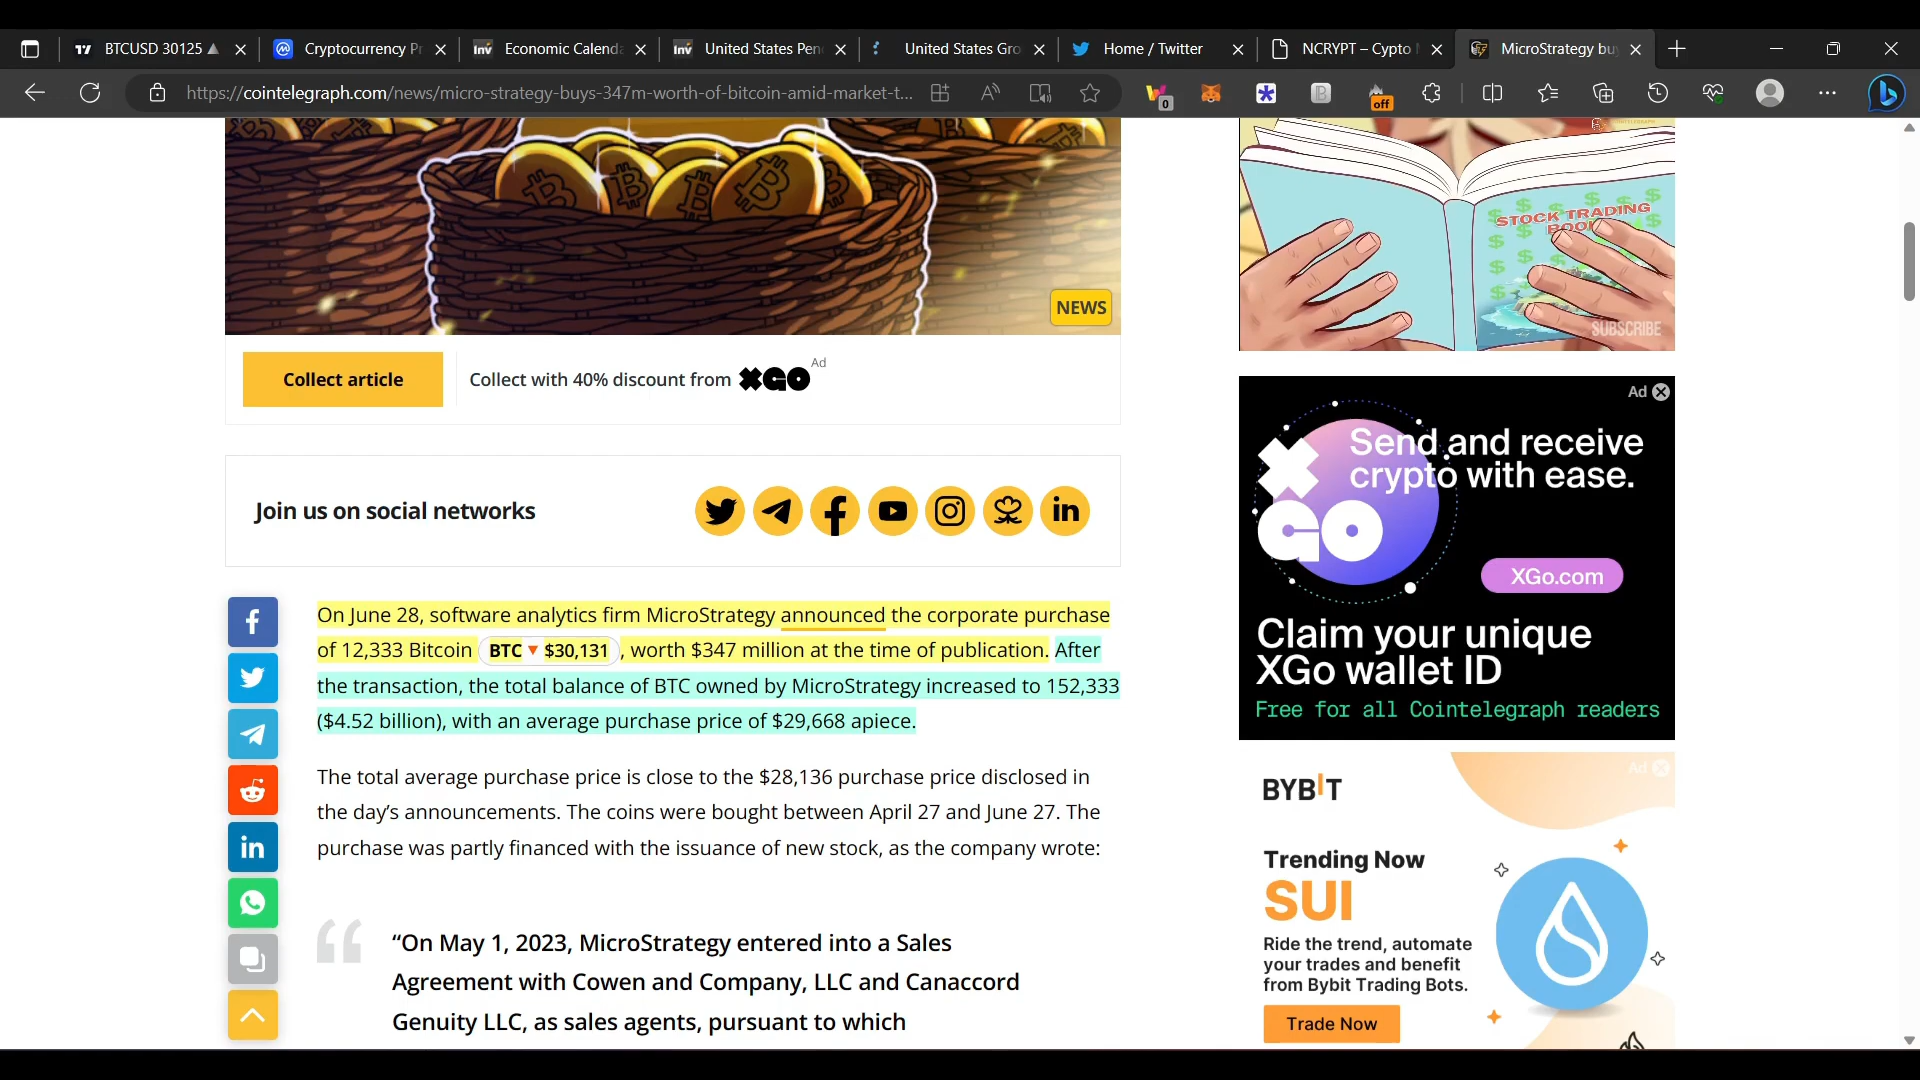 BTCUSD 30125
Cryptocurrency P
Economic Calend
United States Pen
United States Gro
Home / Twitter
NCRYPT – Cypto
MicroStrategy bu
https://cointelegraph.com/news/micro-strategy-buys-347m-worth-of-bitcoin-amid-market-t...
0
off
STOCK TRADING
SUBSCRIBE
NEWS
Collect article
Collect with 40% discount from XGO
Ad
Join us on social networks
On June 28, software analytics firm MicroStrategy announced the corporate purchase
of 12,333 Bitcoin BTC ▼ $30,131 , worth $347 million at the time of publication. After
the transaction, the total balance of BTC owned by MicroStrategy increased to 152,333
($4.52 billion), with an average purchase price of $29,668 apiece.
The total average purchase price is close to the $28,136 purchase price disclosed in
the day’s announcements. The coins were bought between April 27 and June 27. The
purchase was partly financed with the issuance of new stock, as the company wrote:
“On May 1, 2023, MicroStrategy entered into a Sales
Agreement with Cowen and Company, LLC and Canaccord
Genuity LLC, as sales agents, pursuant to which
Ad
XGO
Send and receive
crypto with ease.
XGo.com
Claim your unique
XGo wallet ID
Free for all Cointelegraph readers
Ad
BYBIT
Trending Now
SUI
Ride the trend, automate
your trades and benefit
from Bybit Trading Bots.
Trade Now